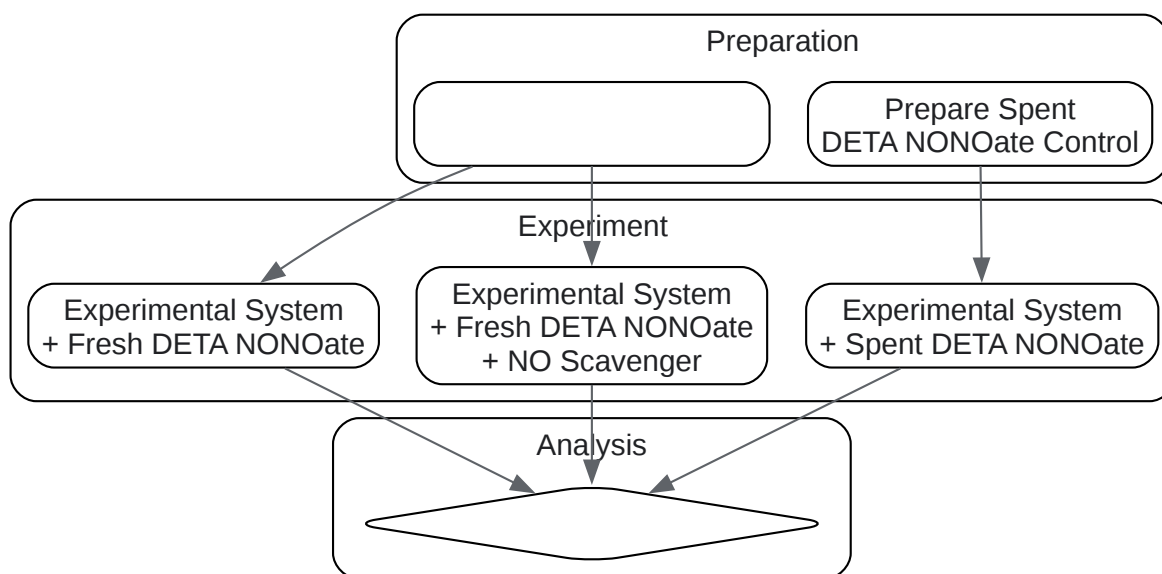 Preparation
Prepare Spent
DETA NONOate Control
Experiment
Experimental System
+ Fresh DETA NONOate
Experimental System
+ Fresh DETA NONOate
+ NO Scavenger
Experimental System
+ Spent DETA NONOate
Analysis